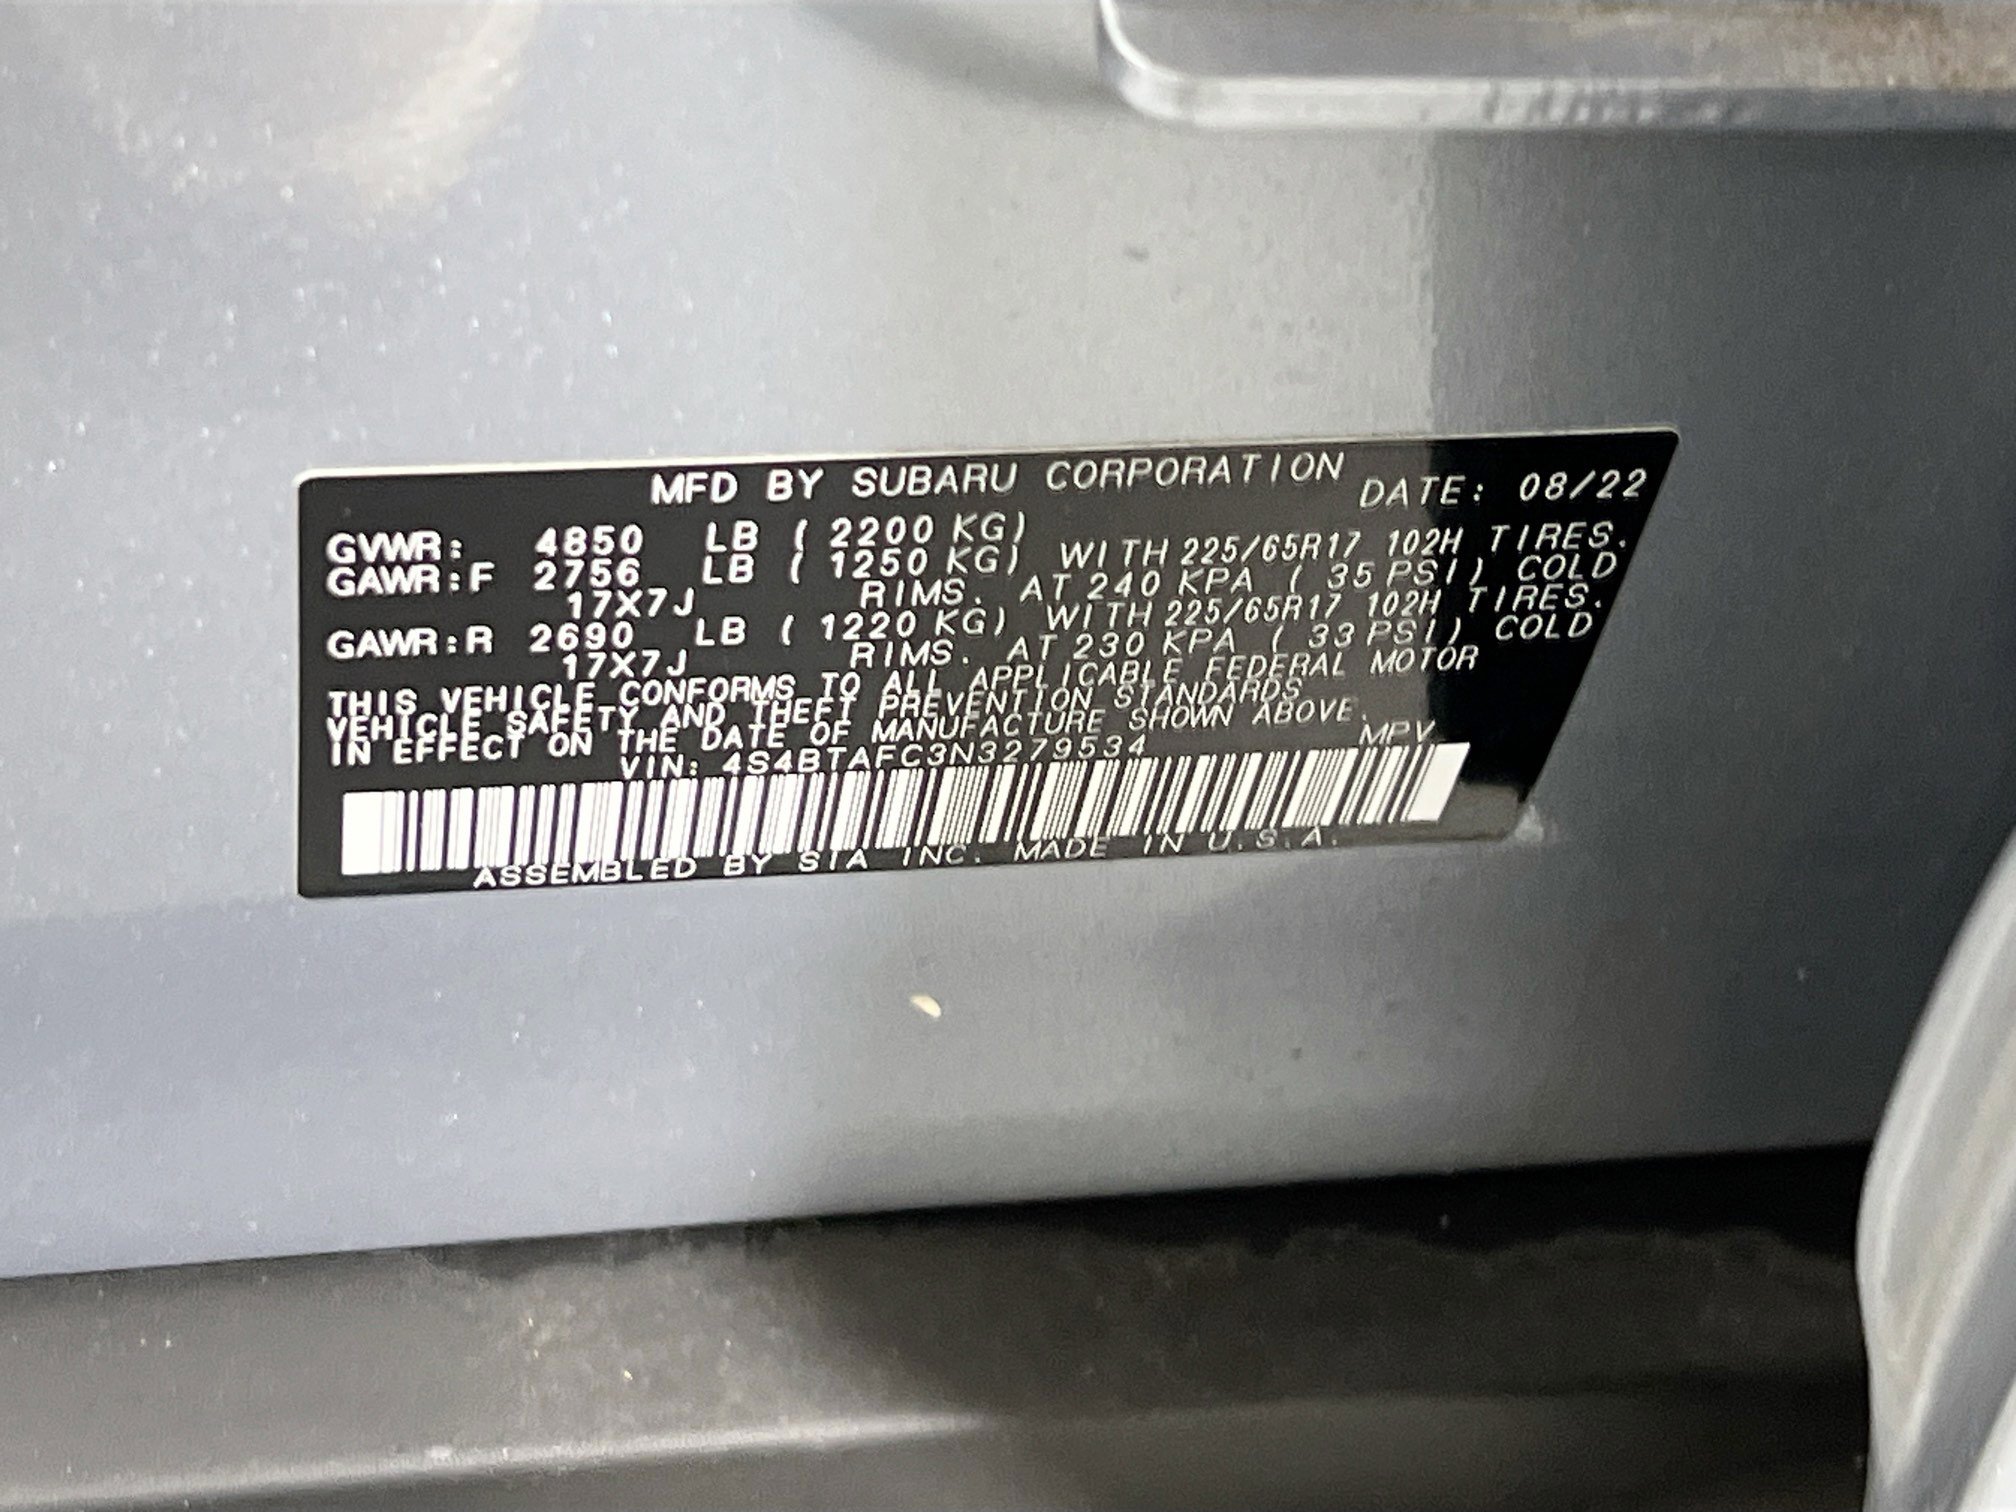 MFD BY SUBARU CORPORATION DATE: 08/22
GVWR: 4850 LB ( 2200 KG)
GAWR:F 2756 LB ( 1250 KG) WITH 225/65R17 102H TIRES.
17X7J RIMS. AT 240 KPA ( 35 PSI) COLD
GAWR:R 2690 LB ( 1220 KG) WITH 225/65R17 102H TIRES.
17X7J RIMS. AT 230 KPA ( 33 PSI) COLD
THIS VEHICLE CONFORMS TO ALL APPLICABLE FEDERAL MOTOR
VEHICLE SAFETY AND THEFT PREVENTION STANDARDS
IN EFFECT ON THE DATE OF MANUFACTURE SHOWN ABOVE.
VIN: 4S4BTAFC3N3279534 MPV
ASSEMBLED BY SIA INC. MADE IN U.S.A.